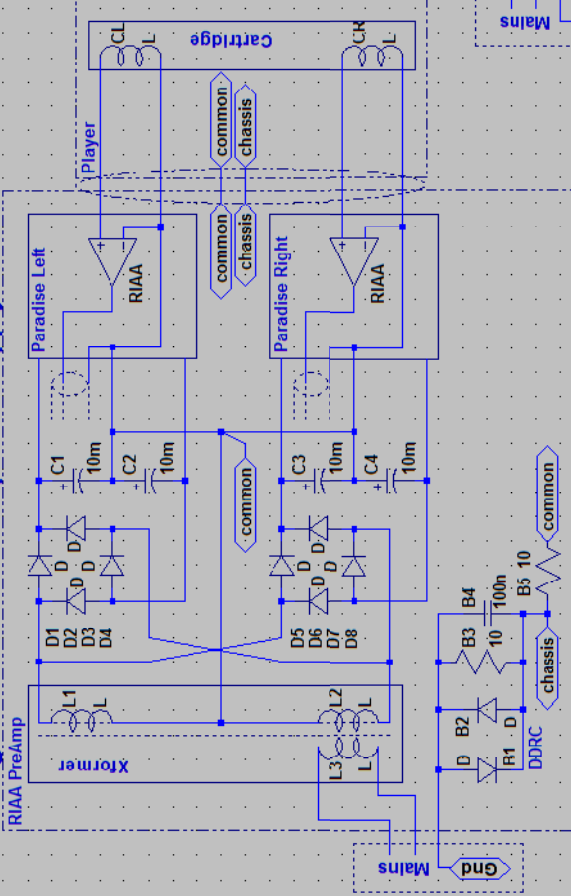 Mains
CL
L
Cartridge
CR
L
Player
common
chassis
common
chassis
Paradise Left
RIAA
Paradise Right
RIAA
C1
10m
C2
10m
common
C3
10m
C4
10m
D
D
D
D
D1
D2
D3
D4
D
D
D
D
D5
D6
D7
D8
RIAA PreAmp
L1
L
L2
L3
L
Xformer
Mains
Gnd
B4
100n
B3
10
B2
D
D
R1
DDRC
chassis
B5
10
common